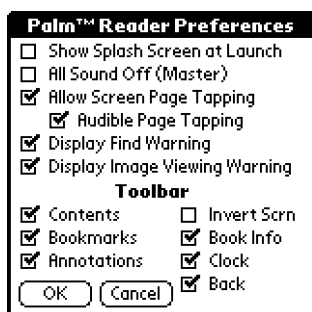 Palm™ Reader Preferences
Show Splash Screen at Launch
All Sound Off (Master)
Allow Screen Page Tapping
Audible Page Tapping
Display Find Warning
Display Image Viewing Warning
Toolbar
Contents Invert Scrn
Bookmarks Book Info
Annotations Clock
OK Cancel Back